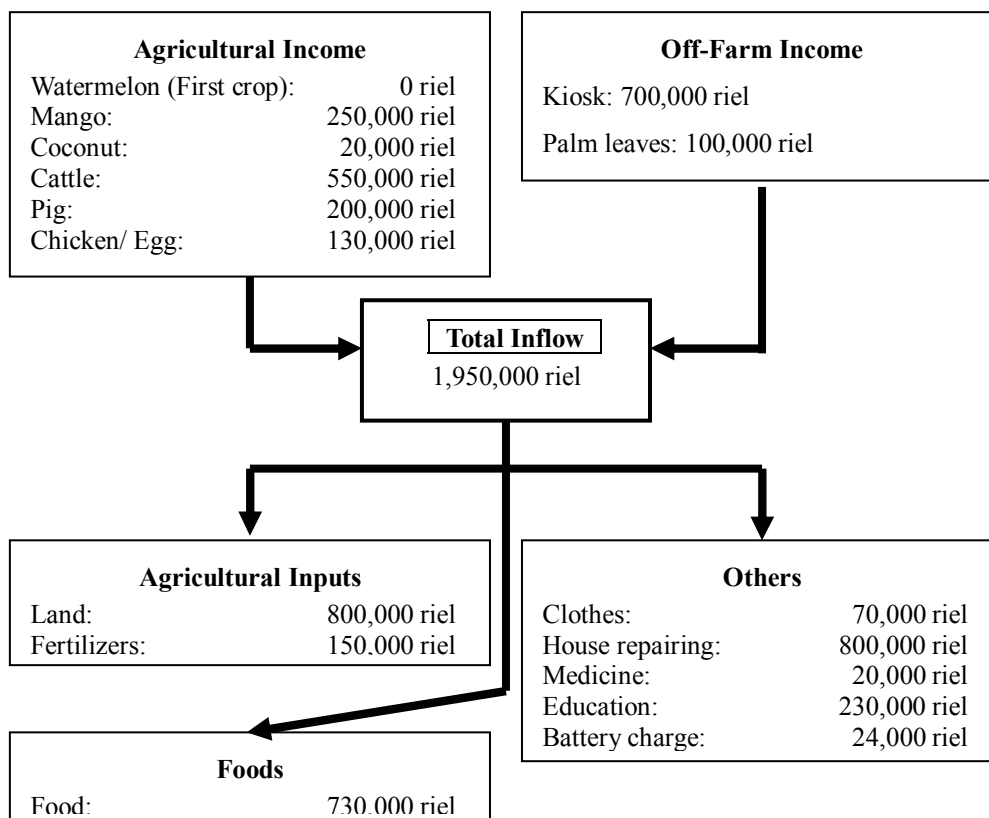 Agricultural Income
Watermelon (First crop): 0 riel
Mango: 250,000 riel
Coconut: 20,000 riel
Cattle: 550,000 riel
Pig: 200,000 riel
Chicken/ Egg: 130,000 riel
Off-Farm Income
Kiosk: 700,000 riel
Palm leaves: 100,000 riel
Total Inflow
1,950,000 riel
Agricultural Inputs
Land: 800,000 riel
Fertilizers: 150.000 riel
Others
Clothes: 70,000 riel
House repairing: 800,000 riel
Medicine: 20,000 riel
Education: 230,000 riel
Battery charge: 24,000 riel
Foods
Food: 730.000 riel